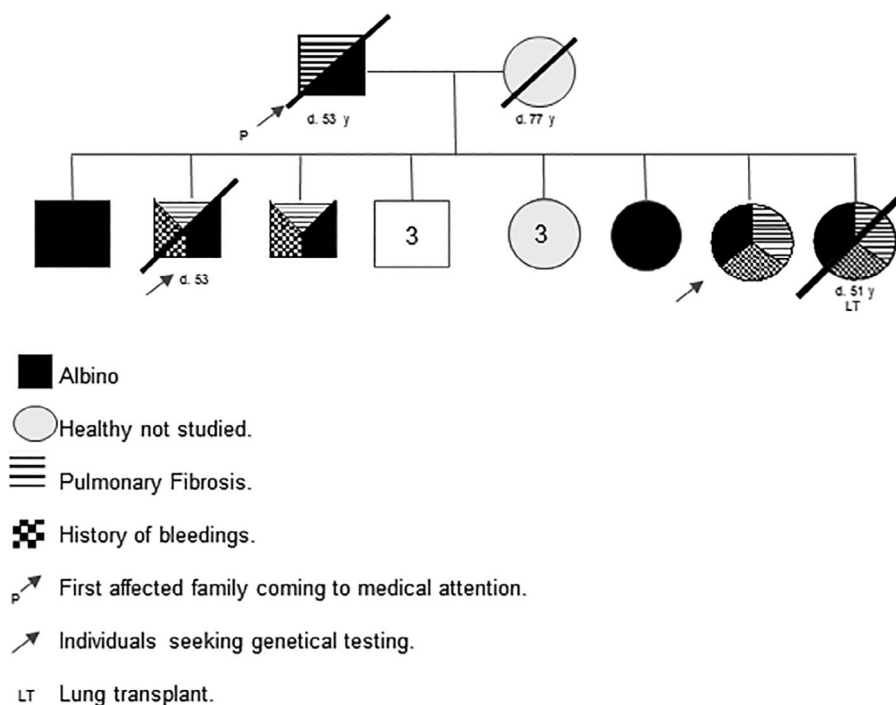 P
d. 53 y
d. 77 y
3
3
d. 53
d. 51 y
LT
Albino
Healthy not studied.
Pulmonary Fibrosis.
History of bleedings.
P First affected family coming to medical attention.
Individuals seeking genetical testing.
LT Lung transplant.